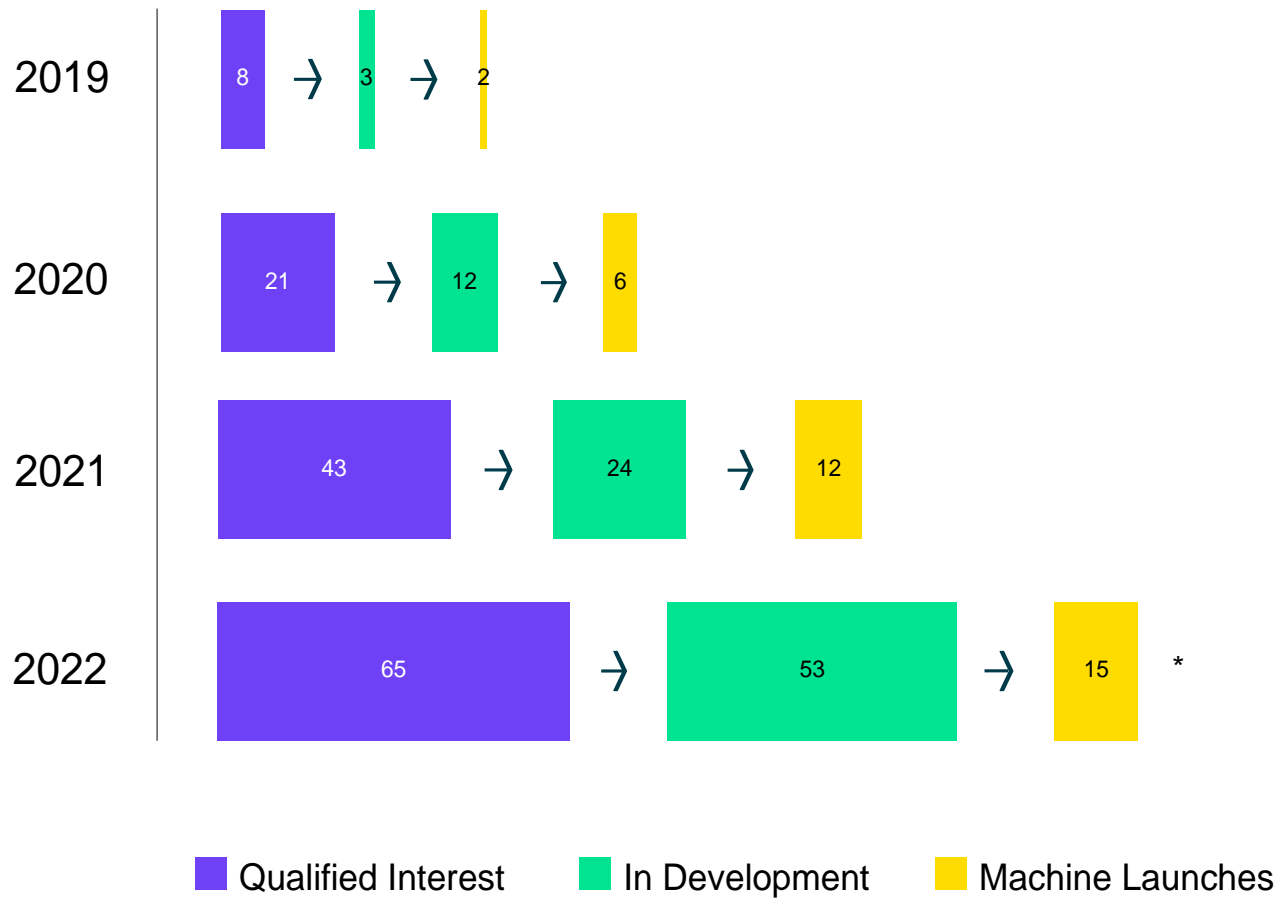 2019 8 3 2
2020 21 12 6
2021 43 24 12
2022 65 53 15 *
Qualified Interest In Development Machine Launches